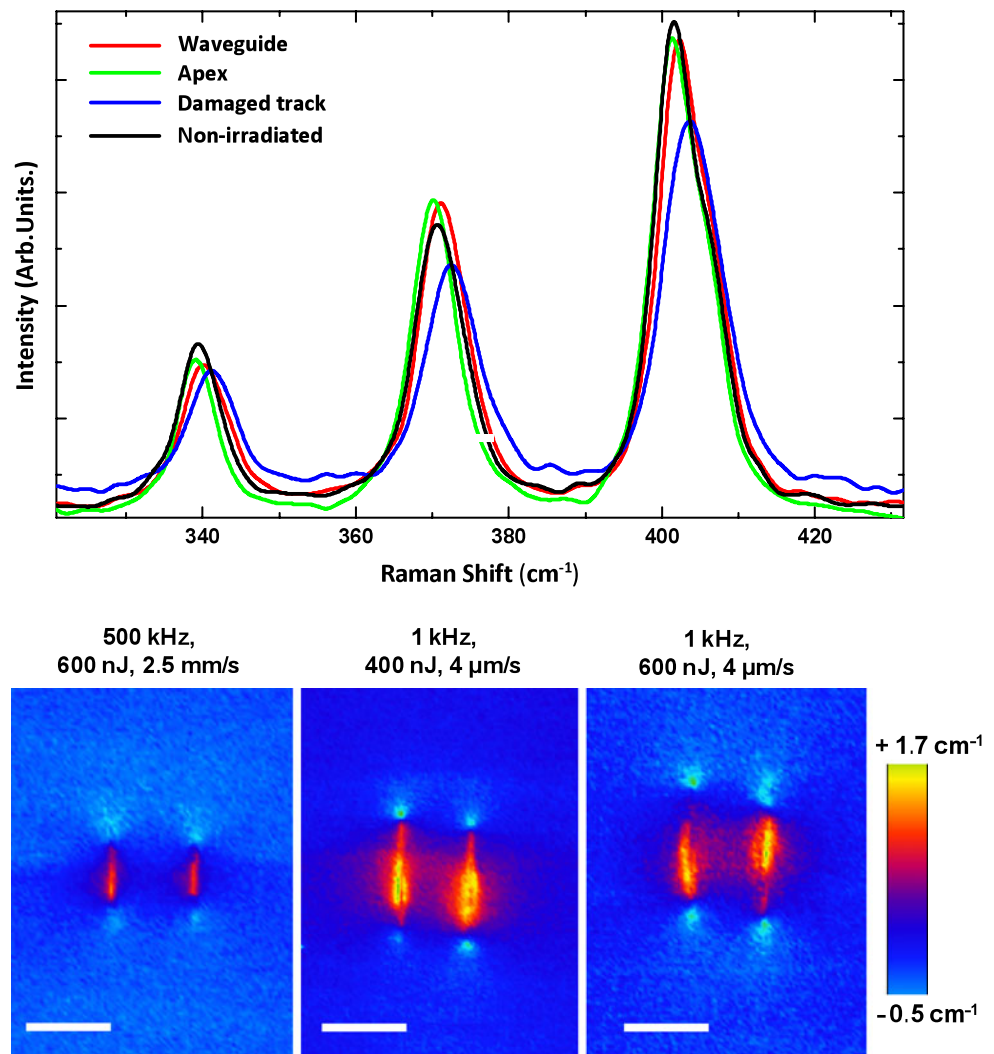 Waveguide
Apex
Damaged track
Non-irradiated
Intensity (Arb.Units.)
340 360 380 400 420
Raman Shift (cm⁻¹)
500 kHz,
600 nJ, 2.5 mm/s
1 kHz,
400 nJ, 4 µm/s
1 kHz,
600 nJ, 4 µm/s
+ 1.7 cm⁻¹
−0.5 cm⁻¹